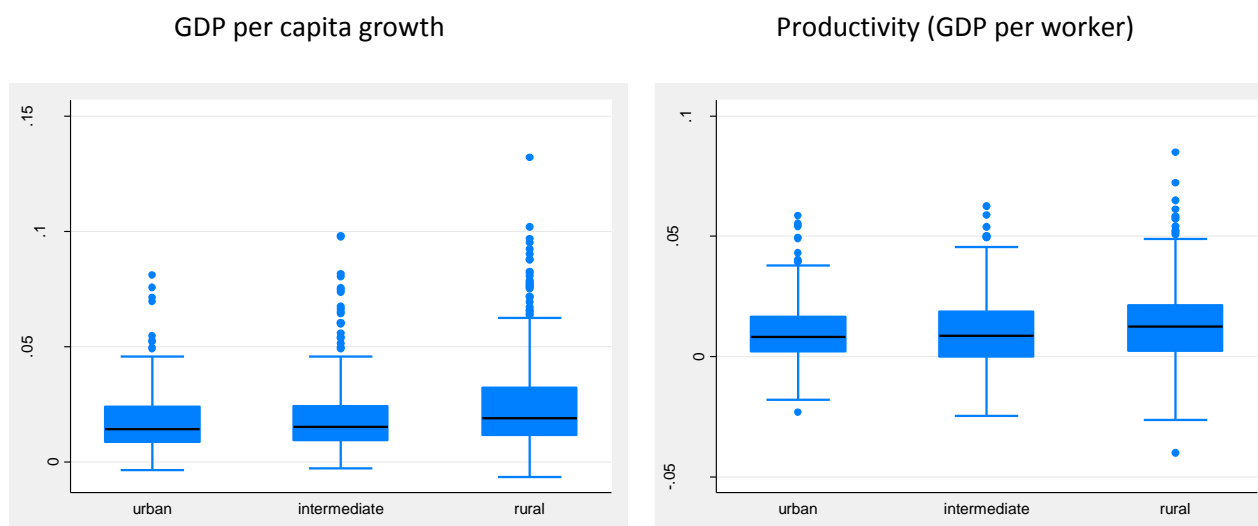 GDP per capita growth
.15
.1
.05
0
urban intermediate rural
Productivity (GDP per worker)
.1
.05
0
-.05
urban intermediate rural